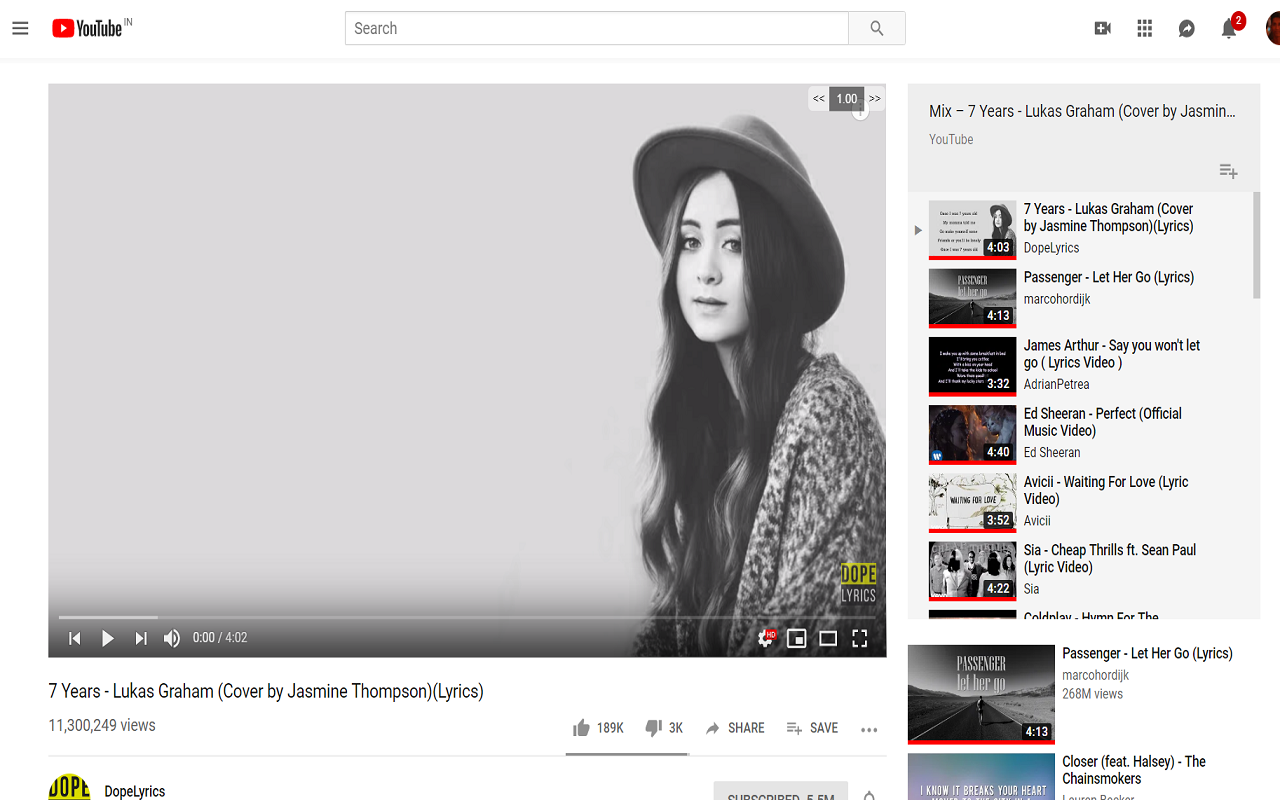 YouTube IN
Search
2
<< 1.00 >>
DOPE
LYRICS
0:00 / 4:02
HD
7 Years - Lukas Graham (Cover by Jasmine Thompson)(Lyrics)
11,300,249 views
189K
3K
SHARE
SAVE
DOPE
DopeLyrics
SUBSCRIBED 5.5M
Mix – 7 Years - Lukas Graham (Cover by Jasmin...
YouTube
4:03
7 Years - Lukas Graham (Cover
by Jasmine Thompson)(Lyrics)
DopeLyrics
PASSENGER
let her go
4:13
Passenger - Let Her Go (Lyrics)
marcohordijk
3:32
James Arthur - Say you won't let
go ( Lyrics Video )
AdrianPetrea
4:40
Ed Sheeran - Perfect (Official
Music Video)
Ed Sheeran
WAITING FOR LOVE
3:52
Avicii - Waiting For Love (Lyric
Video)
Avicii
4:22
Sia - Cheap Thrills ft. Sean Paul
(Lyric Video)
Sia
Coldplay - Hymn For The
PASSENGER
let her go
4:13
Passenger - Let Her Go (Lyrics)
marcohordijk
268M views
I KNOW IT BREAKS YOUR HEART
MOVED TO THE CITY IN A
Closer (feat. Halsey) - The
Chainsmokers
Lauren Booker